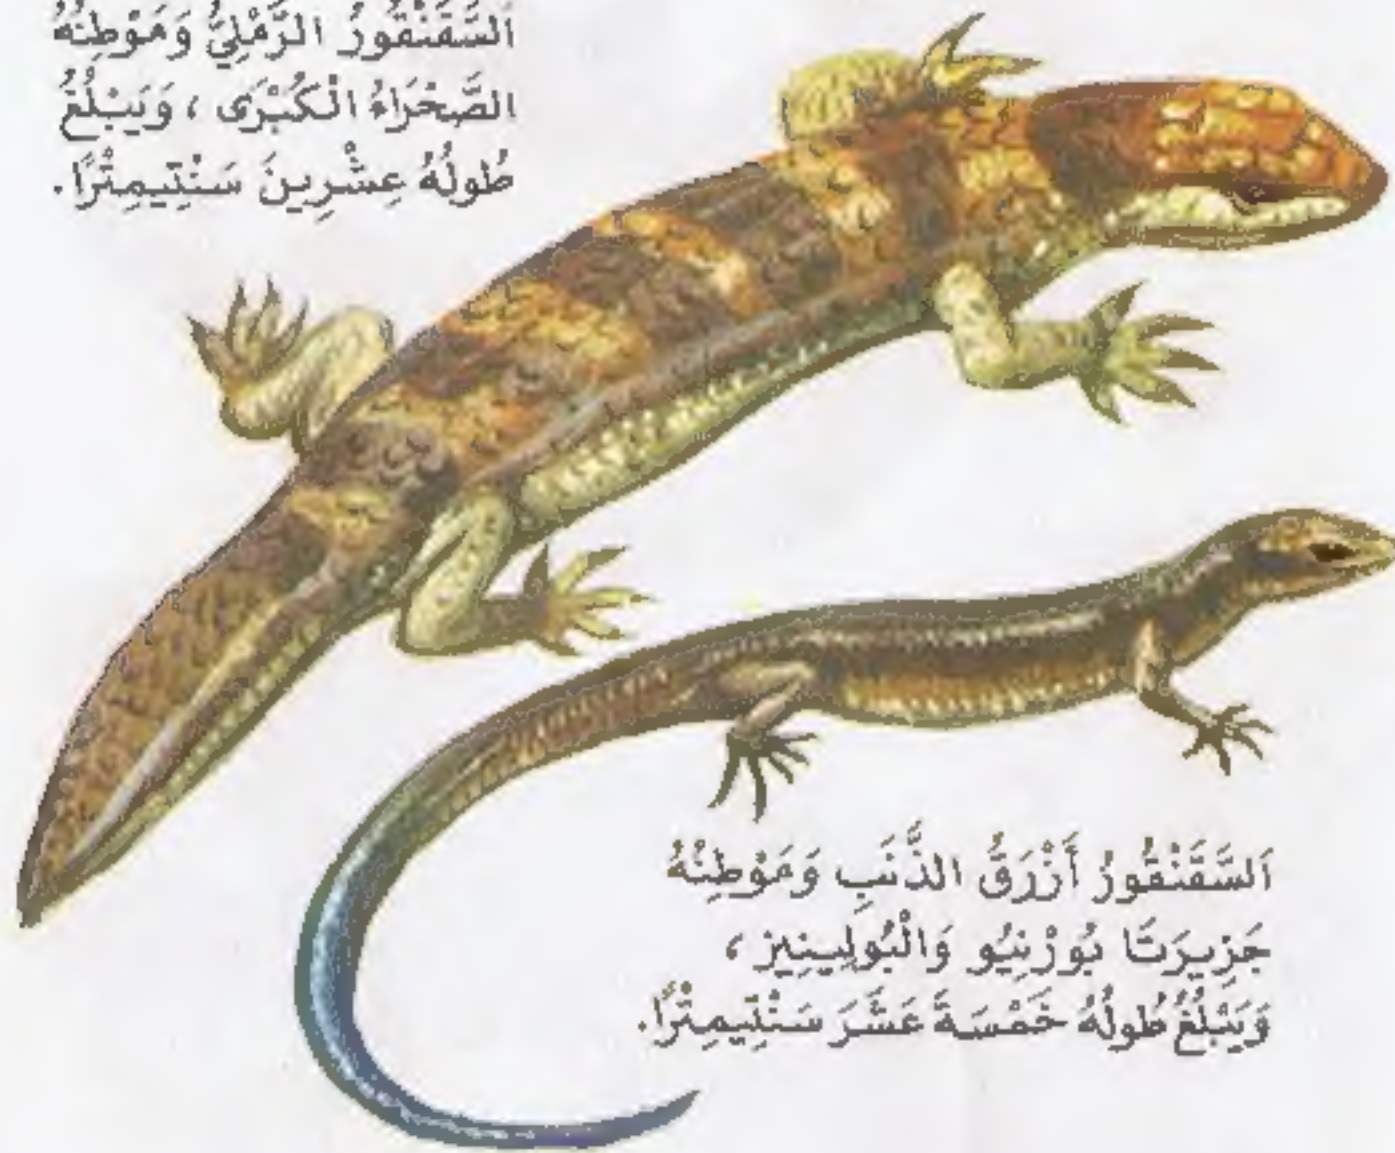 اَلسَّقَنْقُورُ الرَّمْلِيُّ وَمَوْطِنُهُ
الصَّحْرَاءُ الْكُبْرَى ، وَيَبْلُغُ
طُولُهُ عِشْرِينَ سَنْتِيمِتْرًا.
اَلسَّقَنْقُورُ أَزْرَقُ الذَّنَبِ وَمَوْطِنُهُ
جَزِيرَتَا بُورْنِيُو وَالْبُولِينِيز ،
وَيَبْلُغُ طُولُهُ خَمْسَةَ عَشَرَ سَنْتِيمِتْرًا.